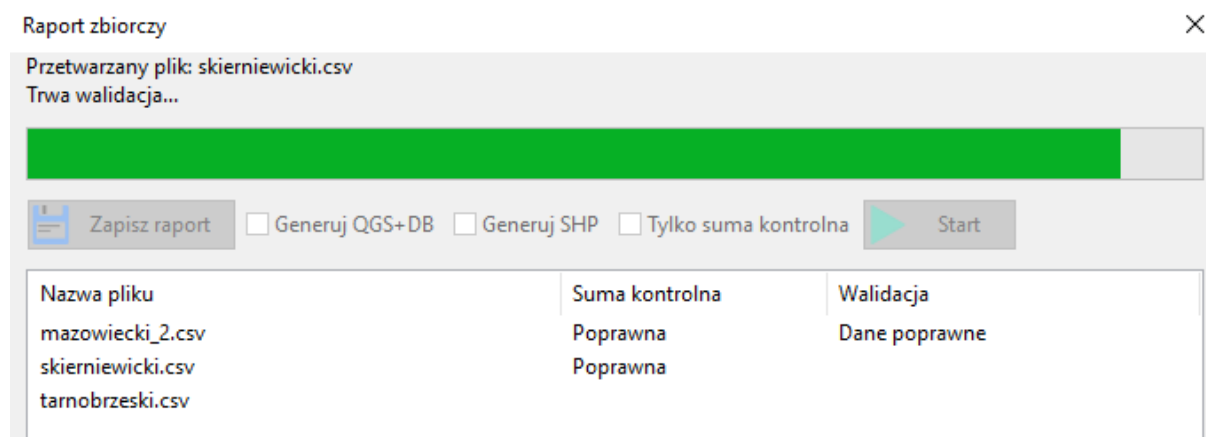 Raport zbiorczy
Przetwarzany plik: skierniewicki.csv
Trwa walidacja...
Zapisz raport Generuj QGS+DB Generuj SHP Tylko suma kontrolna Start
Nazwa pliku Suma kontrolna Walidacja
mazowiecki_2.csv Poprawna Dane poprawne
skierniewicki.csv Poprawna
tarnobrzeski.csv